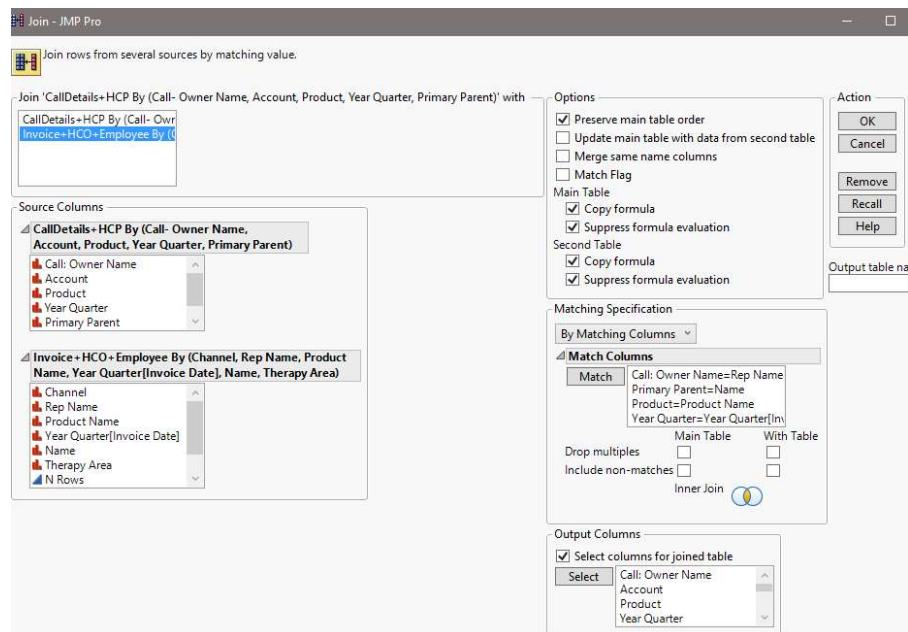 Join - JMP Pro
Join rows from several sources by matching value.
Join 'CallDetails+HCP By (Call- Owner Name, Account, Product, Year Quarter, Primary Parent)' with
CallDetails+HCP By (Call- Owr
Invoice+HCO+Employee By (C
Source Columns
CallDetails+HCP By (Call- Owner Name,
Account, Product, Year Quarter, Primary Parent)
Call: Owner Name
Account
Product
Year Quarter
Primary Parent
Invoice+HCO+Employee By (Channel, Rep Name, Product
Name, Year Quarter[Invoice Date], Name, Therapy Area)
Channel
Rep Name
Product Name
Year Quarter[Invoice Date]
Name
Therapy Area
N Rows
Options
Preserve main table order
Update main table with data from second table
Merge same name columns
Match Flag
Main Table
Copy formula
Suppress formula evaluation
Second Table
Copy formula
Suppress formula evaluation
Matching Specification
By Matching Columns
Match Columns
Match
Call: Owner Name=Rep Name
Primary Parent=Name
Product=Product Name
Year Quarter=Year Quarter[Inv
Main Table With Table
Drop multiples
Include non-matches
Inner Join
Output Columns
Select columns for joined table
Select
Call: Owner Name
Account
Product
Year Quarter
Action
OK
Cancel
Remove
Recall
Help
Output table na